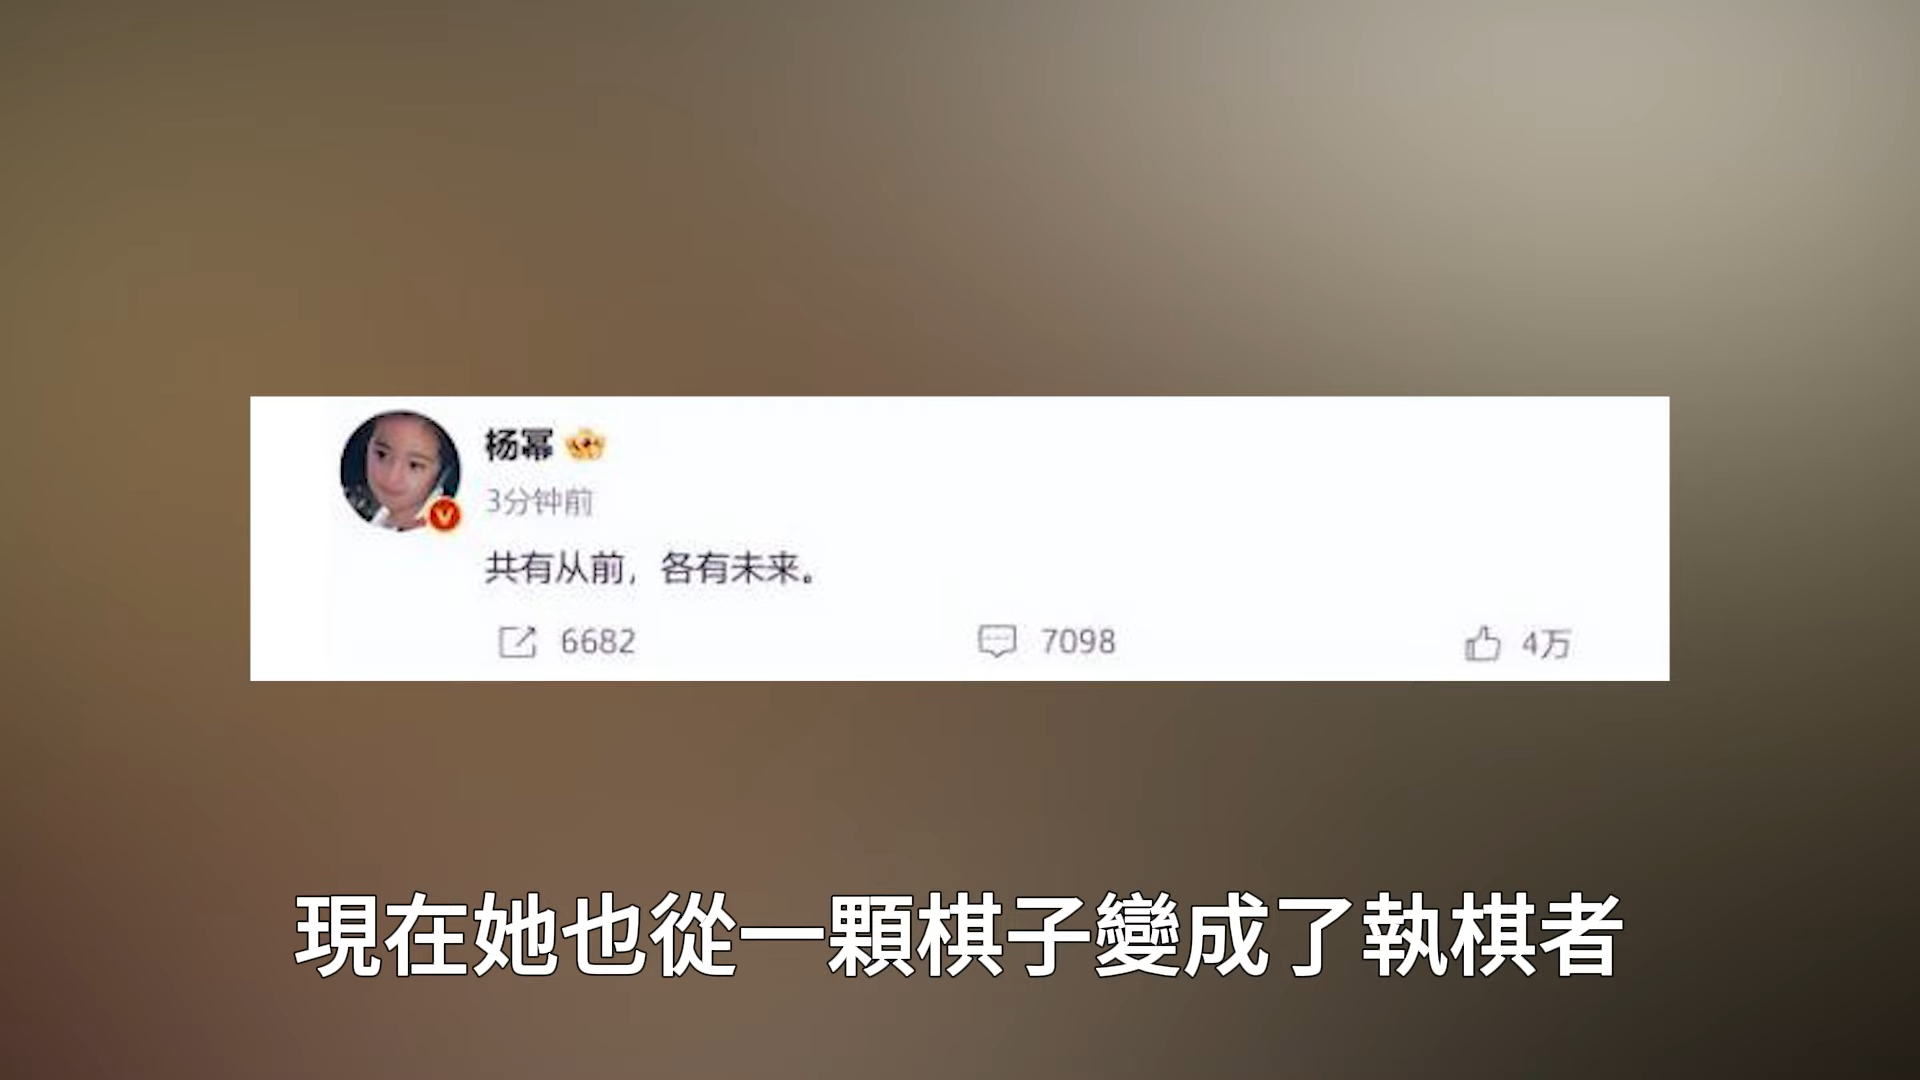 杨幂
3分钟前
共有从前，各有未来。
6682 7098 4万
現在她也從一顆棋子變成了執棋者